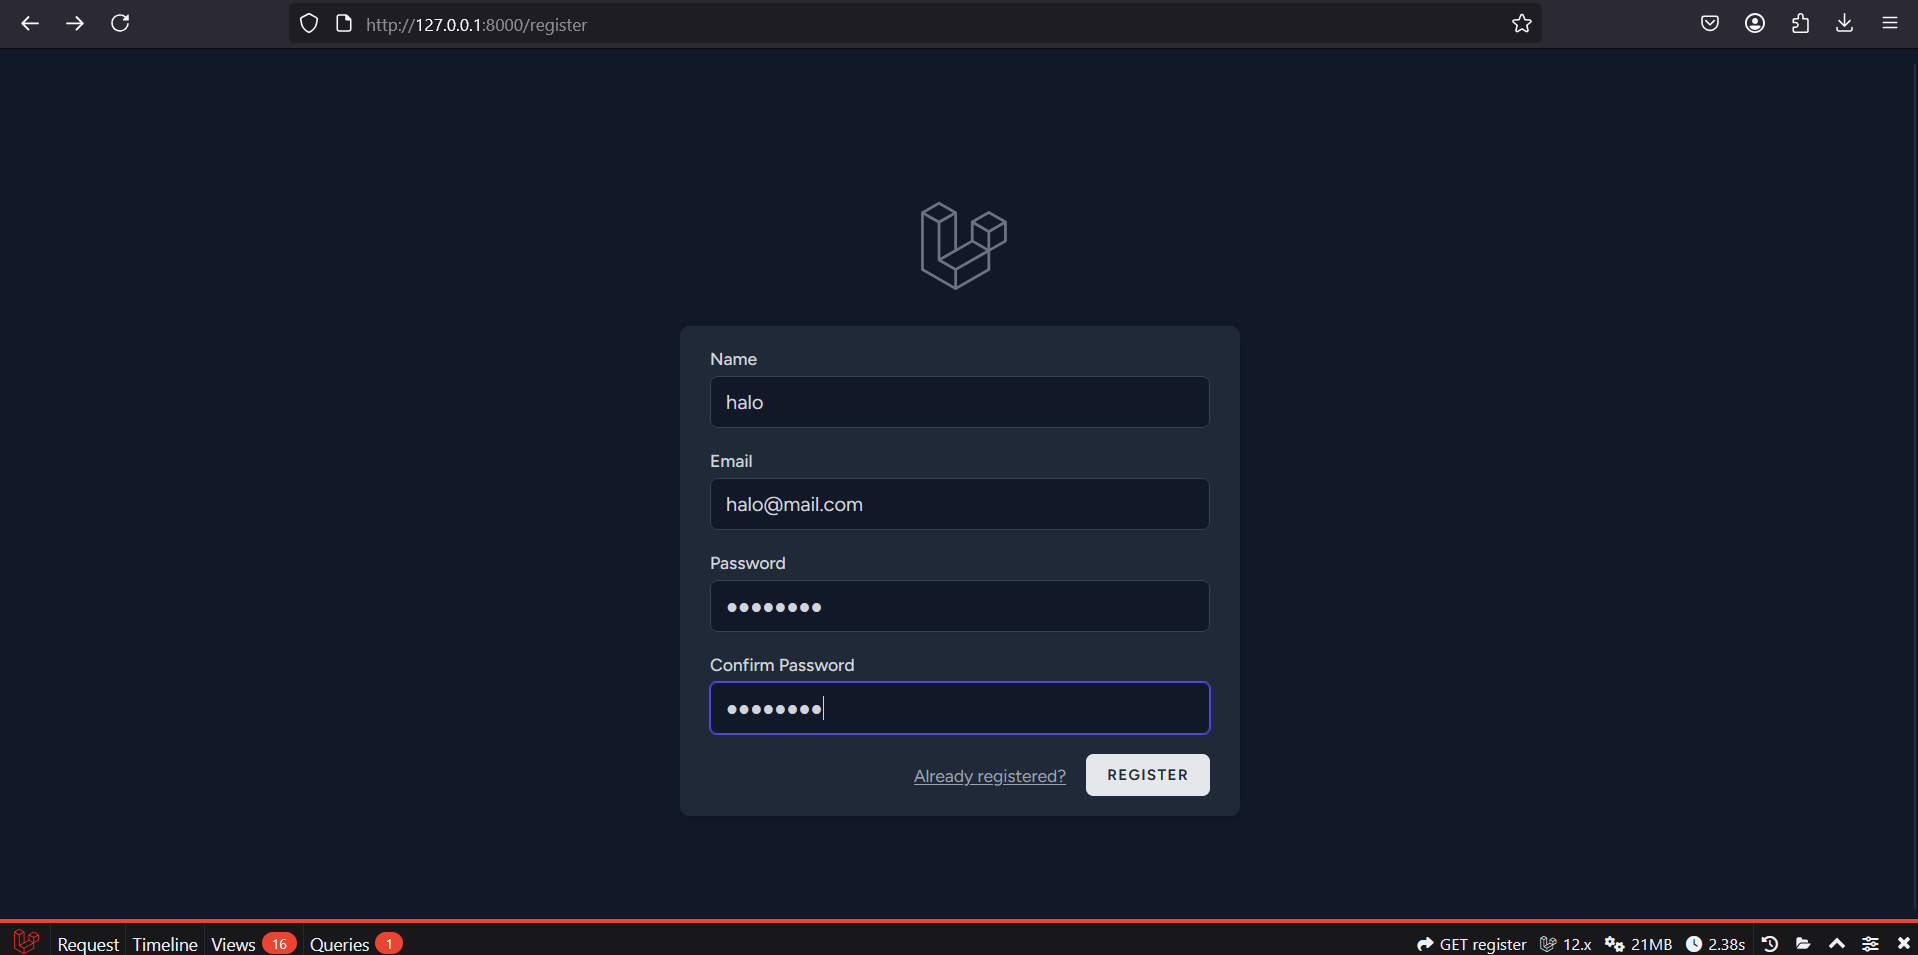 http://127.0.0.1:8000/register
Name
halo
Email
halo@mail.com
Password
••••••••
Confirm Password
••••••••
Already registered? REGISTER
Request Timeline Views 16 Queries 1 GET register 12.x 21MB 2.38s